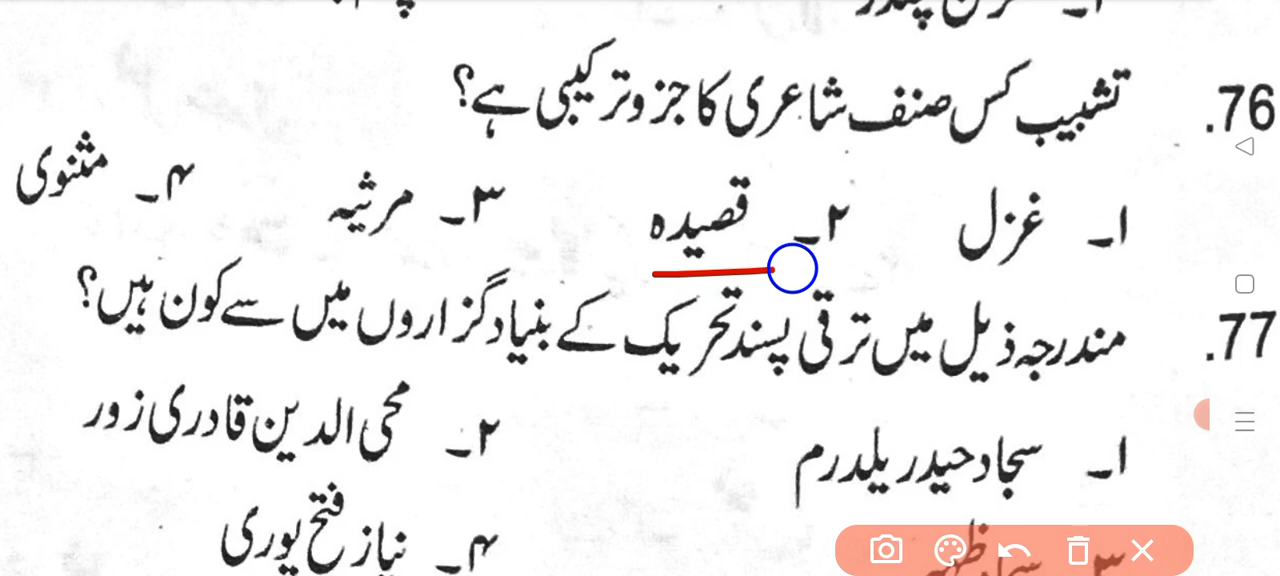 76. تشبیب کس صنف شاعری کا جزو ترکیبی ہے؟
۱۔ غزل ۲۔ قصیدہ ۳۔ مرثیہ ۴۔ مثنوی
77. مندرجہ ذیل میں ترقی پسند تحریک کے بنیاد گزاروں میں سے کون ہیں؟
۱۔ سجاد حیدر یلدرم ۲۔ محی الدین قادری زور
۴۔ نیاز فتح پوری